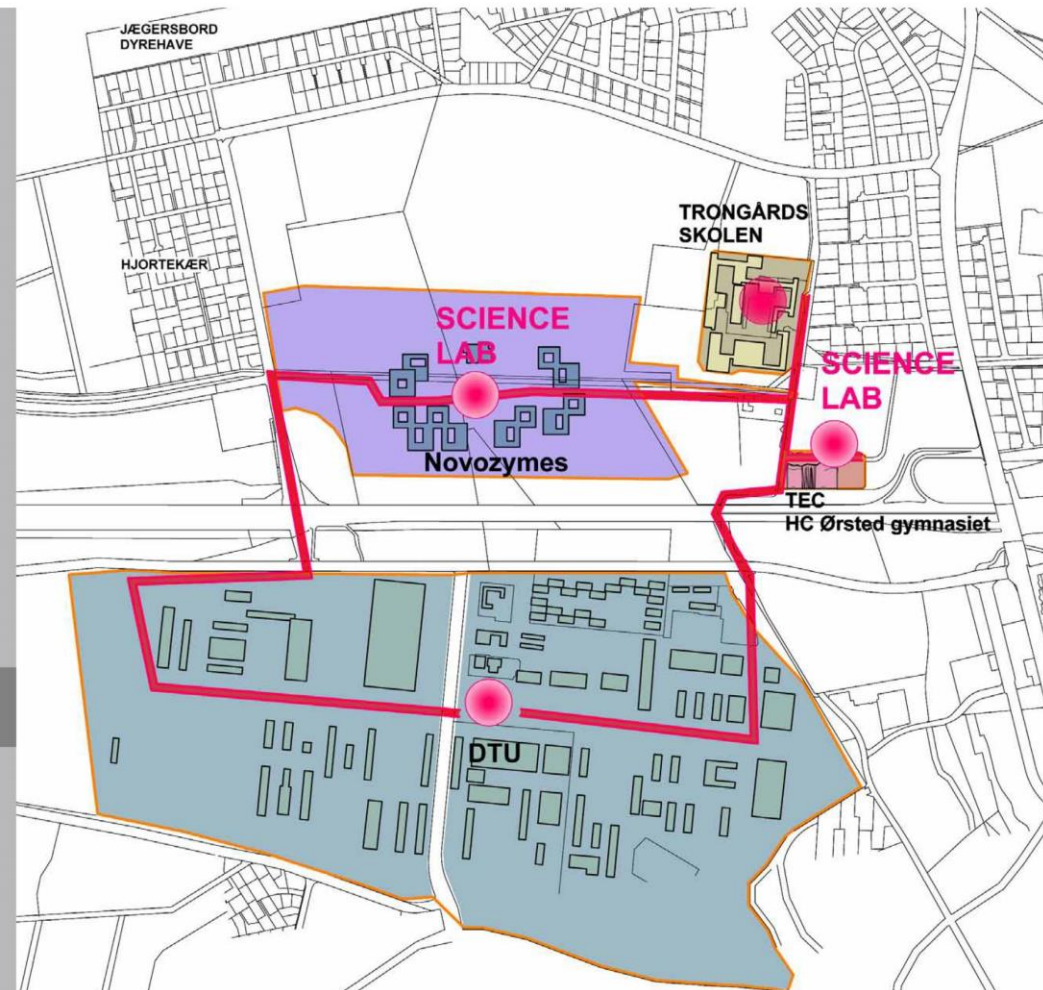 JÆGERSBORD
DYREHAVE
HJORTEKÆR
TRONGÅRDS
SKOLEN
SCIENCE
LAB
SCIENCE
LAB
Novozymes
TEC
HC Ørsted gymnasiet
DTU